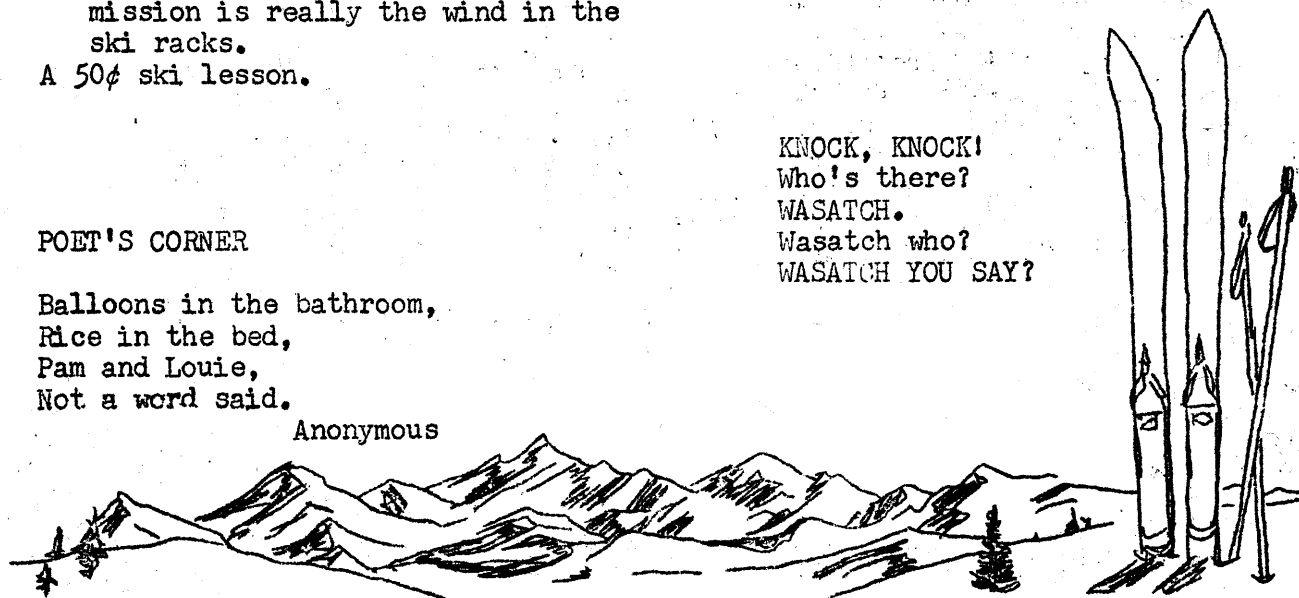 mission is really the wind in the
ski racks.
A 50¢ ski lesson.
POET'S CORNER
Balloons in the bathroom,
Rice in the bed,
Pam and Louie,
Not a word said.
Anonymous
KNOCK, KNOCK!
Who's there?
WASATCH.
Wasatch who?
WASATCH YOU SAY?